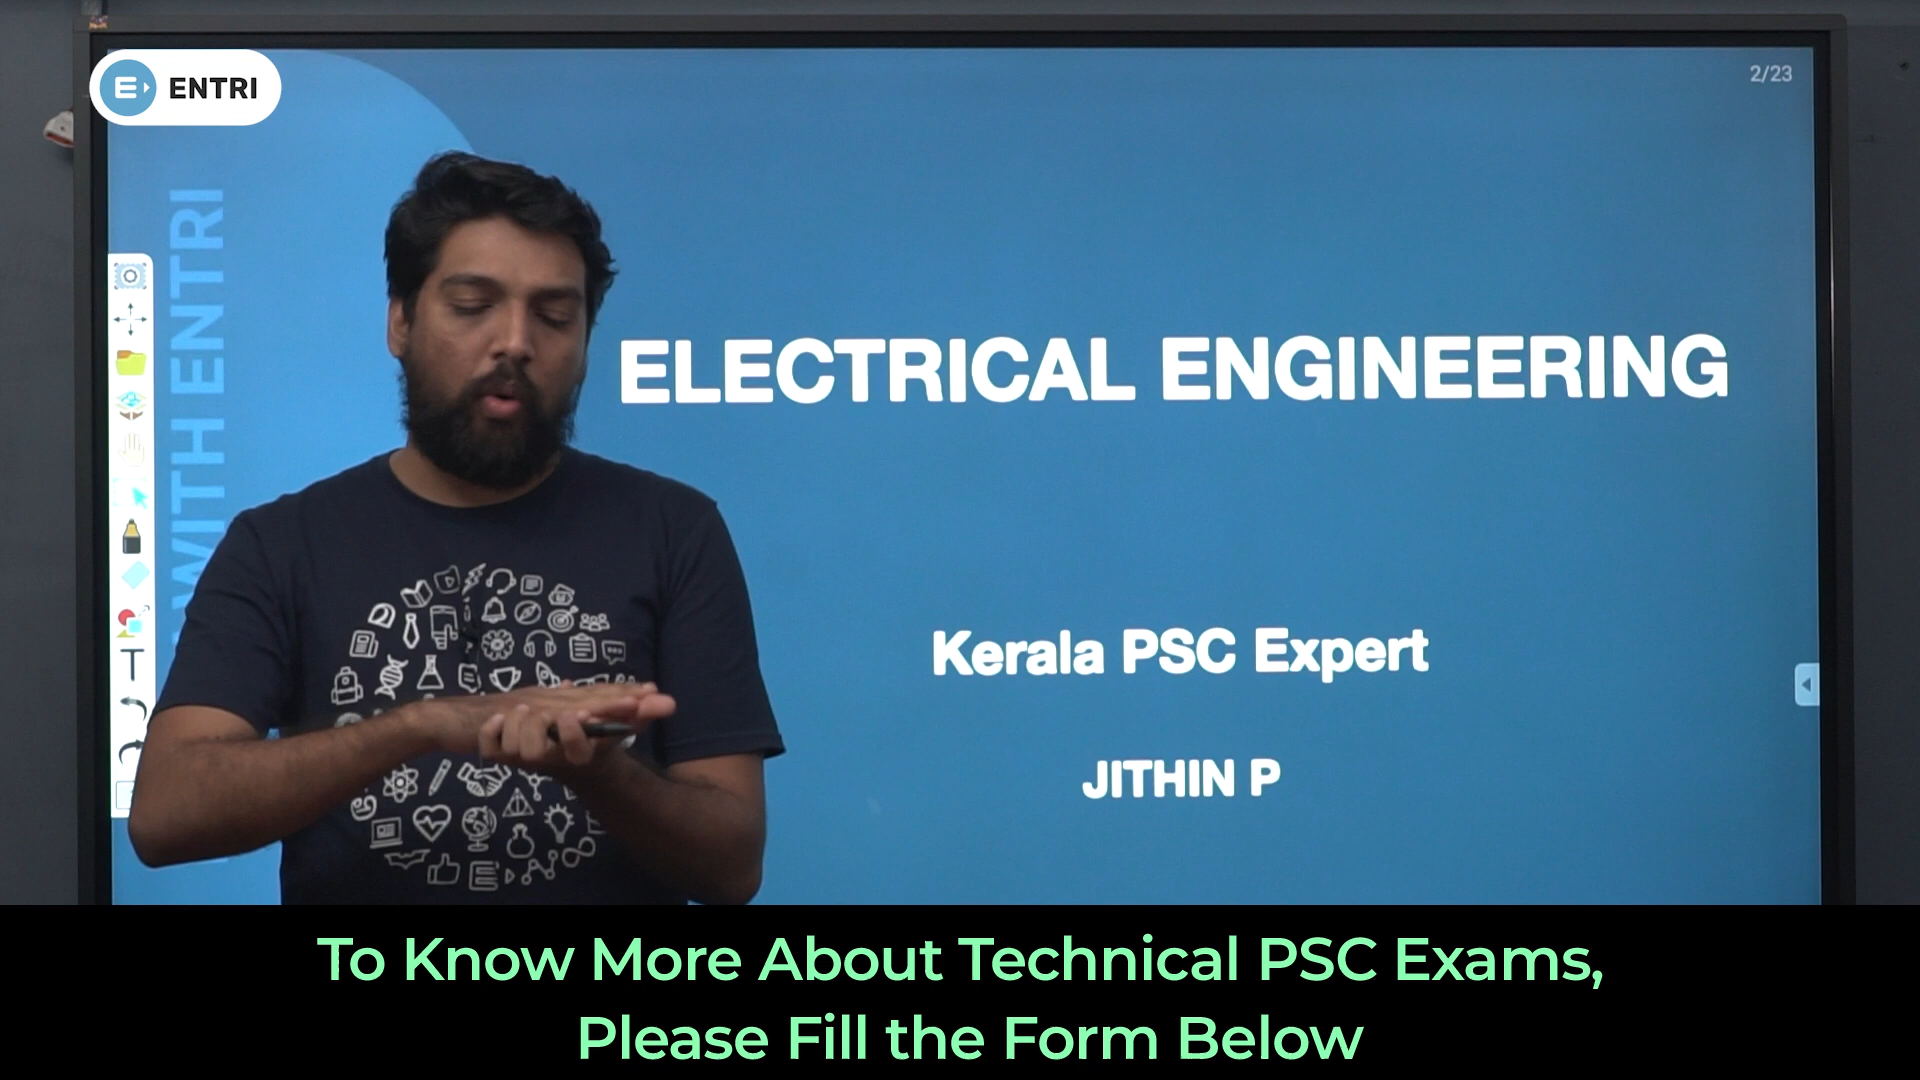 ENTRI
2/23
WITH ENTRI
ELECTRICAL ENGINEERING
Kerala PSC Expert
JITHIN P
To Know More About Technical PSC Exams,
Please Fill the Form Below